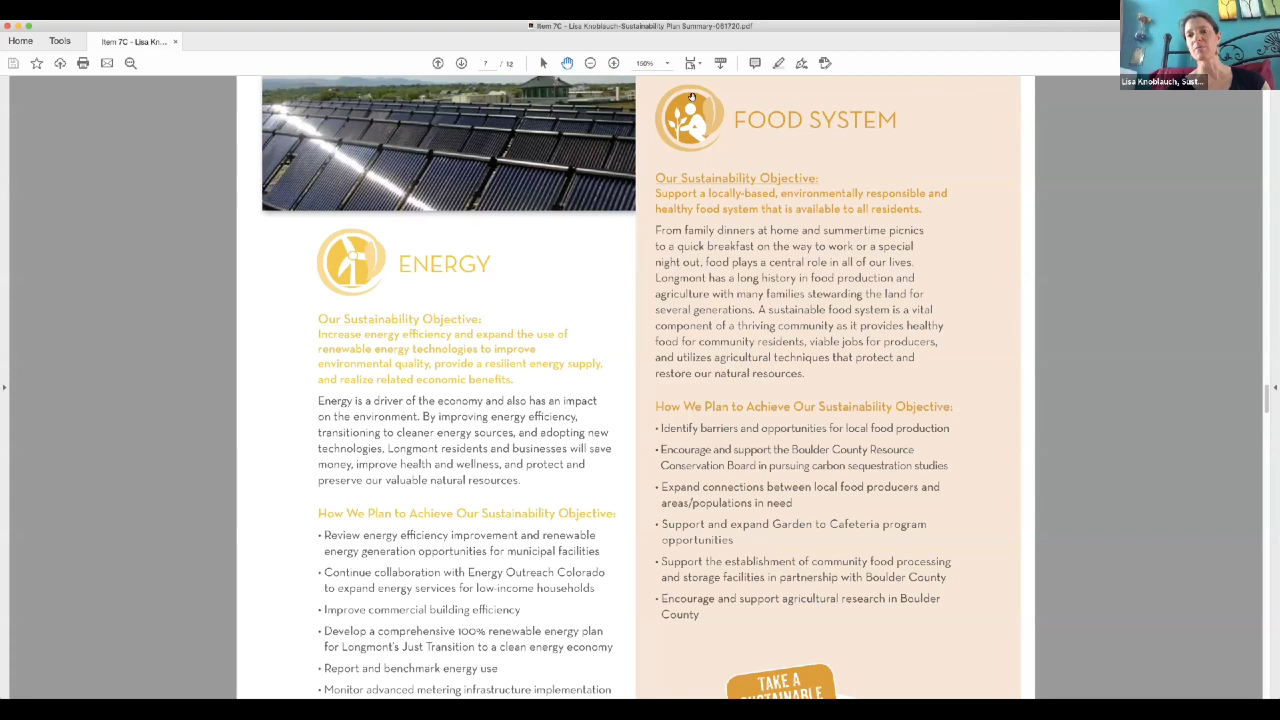 Item 7C - Lisa Knoblauch-Sustainability Plan Summary-061720.pdf
Home
Tools
Item 7C - Lisa Kn...
×
7
/ 12
150%
Lisa Knoblauch, Sust...
ENERGY
Our Sustainability Objective:
Increase energy efficiency and expand the use of
renewable energy technologies to improve
environmental quality, provide a resilient energy supply,
and realize related economic benefits.
Energy is a driver of the economy and also has an impact
on the environment. By improving energy efficiency,
transitioning to cleaner energy sources, and adopting new
technologies. Longmont residents and businesses will save
money, improve health and wellness, and protect and
preserve our valuable natural resources.
How We Plan to Achieve Our Sustainability Objective:
• Review energy efficiency improvement and renewable
energy generation opportunities for municipal facilities
• Continue collaboration with Energy Outreach Colorado
to expand energy services for low-income households
• Improve commercial building efficiency
• Develop a comprehensive 100% renewable energy plan
for Longmont's Just Transition to a clean energy economy
• Report and benchmark energy use
• Monitor advanced metering infrastructure implementation
FOOD SYSTEM
Our Sustainability Objective:
Support a locally-based, environmentally responsible and
healthy food system that is available to all residents.
From family dinners at home and summertime picnics
to a quick breakfast on the way to work or a special
night out, food plays a central role in all of our lives.
Longmont has a long history in food production and
agriculture with many families stewarding the land for
several generations. A sustainable food system is a vital
component of a thriving community as it provides healthy
food for community residents, viable jobs for producers,
and utilizes agricultural techniques that protect and
restore our natural resources.
How We Plan to Achieve Our Sustainability Objective:
• Identify barriers and opportunities for local food production
• Encourage and support the Boulder County Resource
Conservation Board in pursuing carbon sequestration studies
• Expand connections between local food producers and
areas/populations in need
• Support and expand Garden to Cafeteria program
opportunities
• Support the establishment of community food processing
and storage facilities in partnership with Boulder County
• Encourage and support agricultural research in Boulder
County
TAKE A
SUSTAINABLE